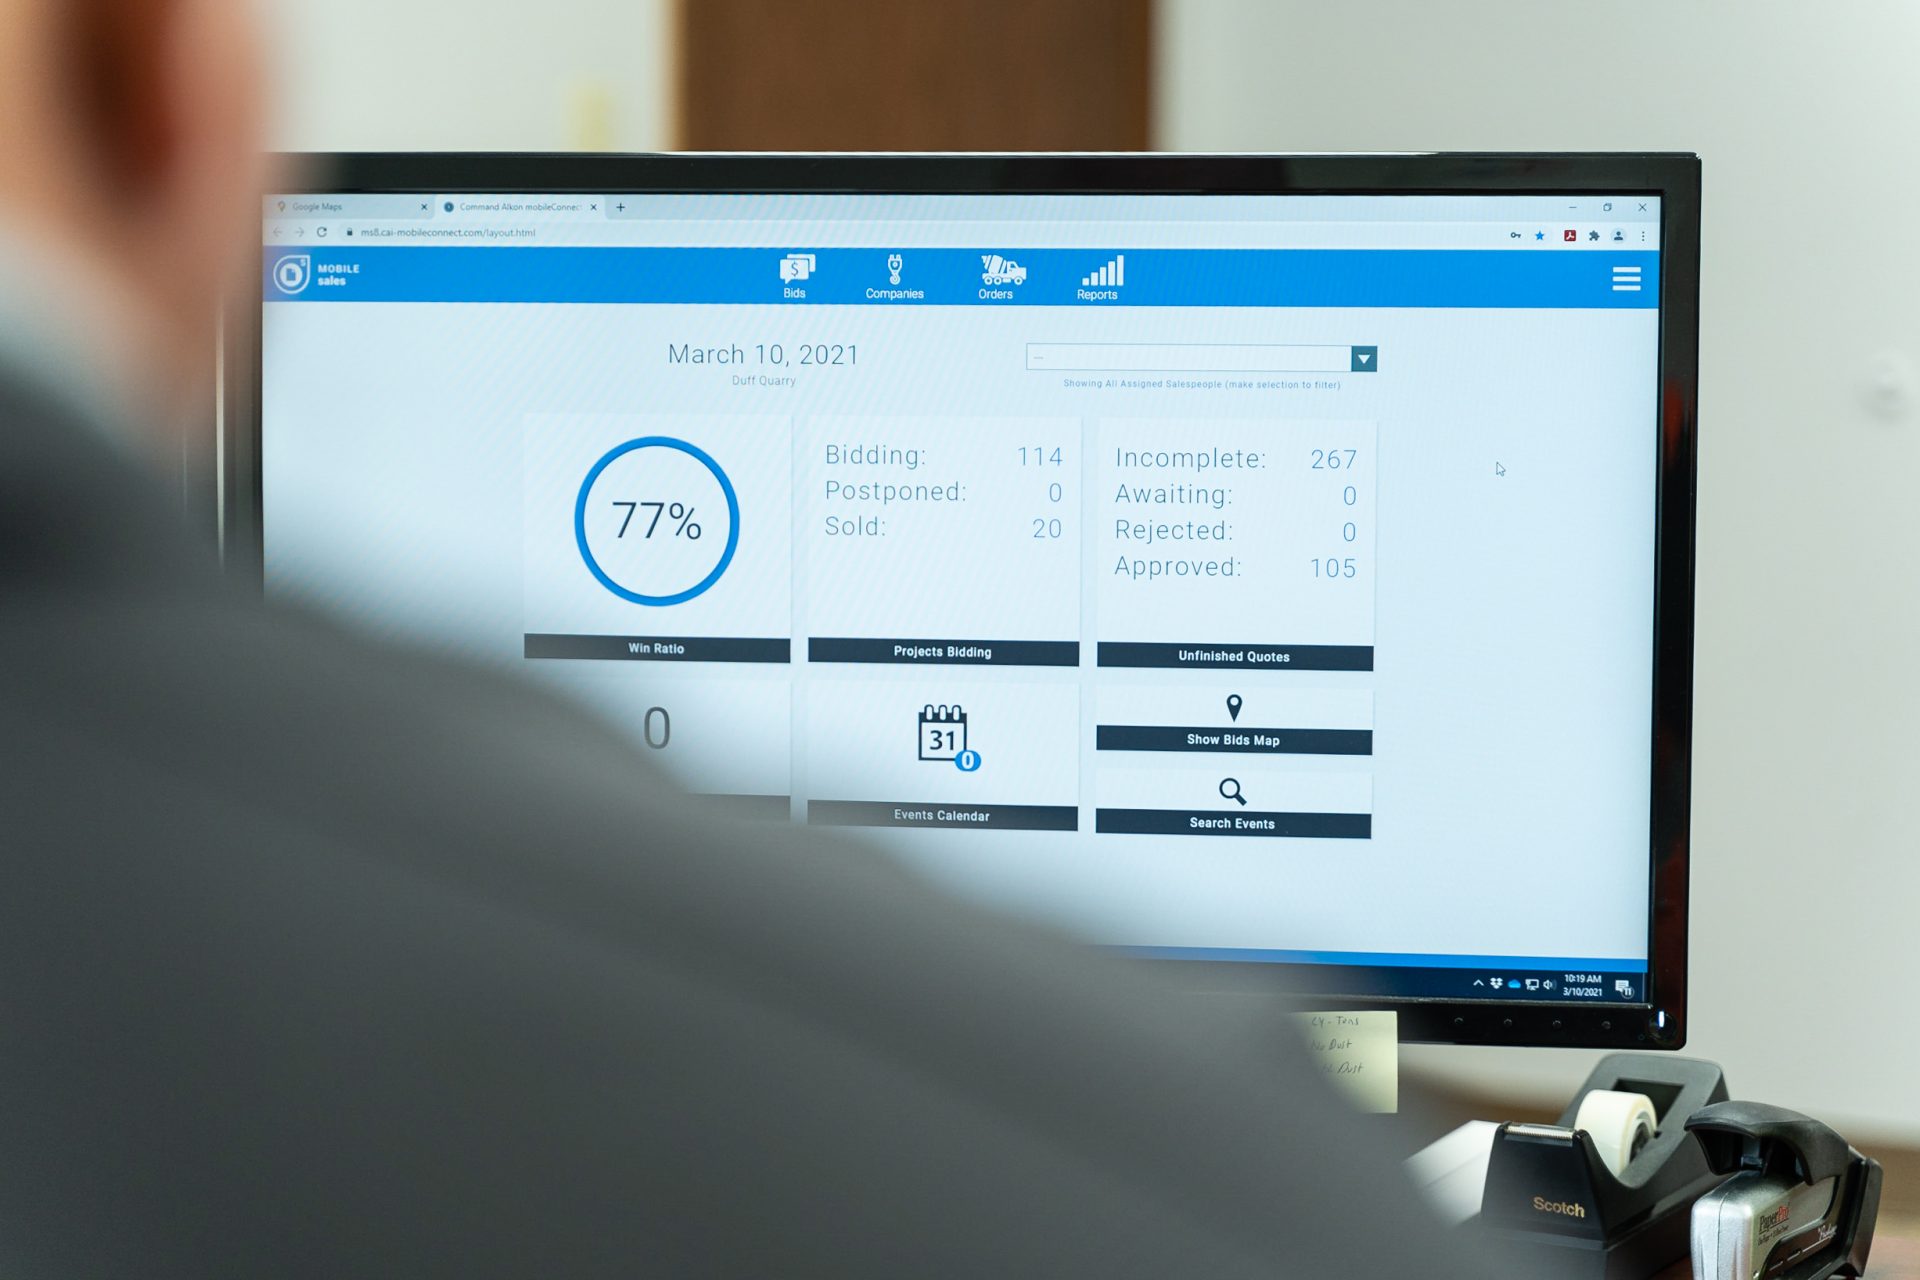 Google Maps
Command Alkon mobileConnect
ms8.cai-mobileconnect.com/layout.html
MOBILE
sales
Bids
Companies
Orders
Reports
March 10, 2021
Duff Quarry
---
Showing All Assigned Salespeople (make selection to filter)
77%
Win Ratio
Bidding: 114
Postponed: 0
Sold: 20
Projects Bidding
Incomplete: 267
Awaiting: 0
Rejected: 0
Approved: 105
Unfinished Quotes
0
31
0
Events Calendar
Show Bids Map
Search Events
10:19 AM
3/10/2021
11
CY - Tons
No Dust
Dust
Scotch
PaperPro